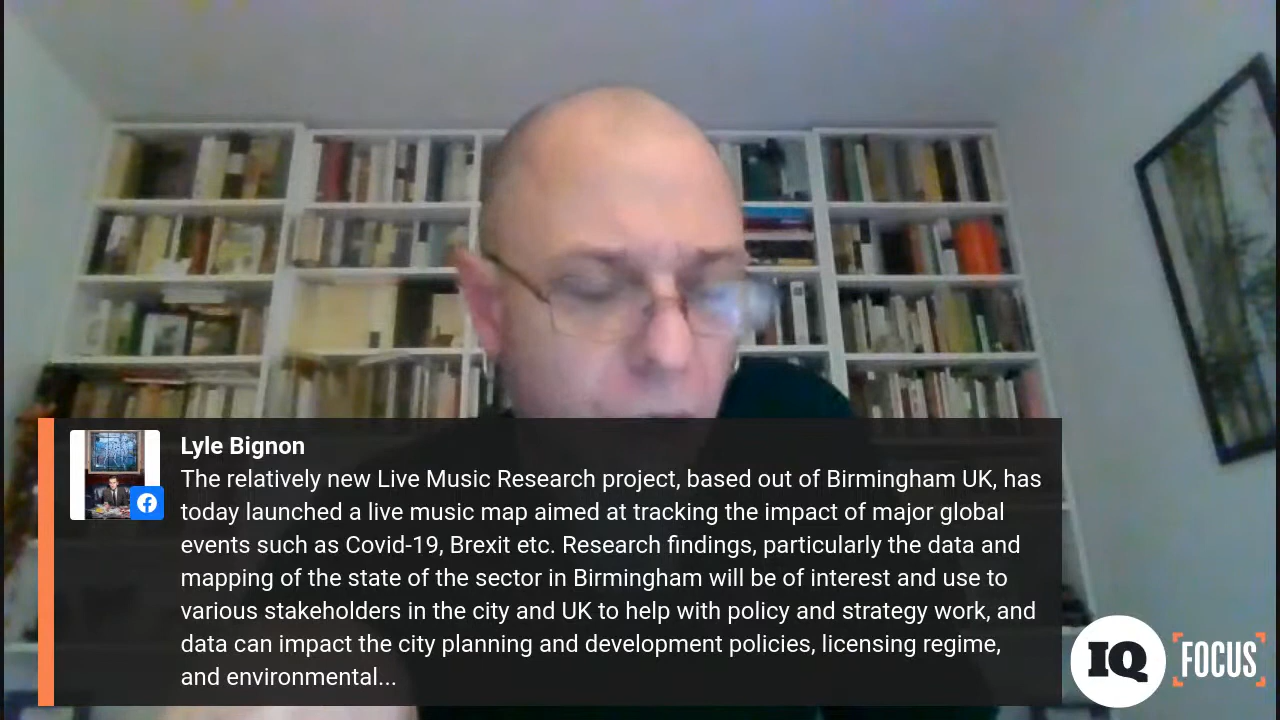 Lyle Bignon
The relatively new Live Music Research project, based out of Birmingham UK, has
today launched a live music map aimed at tracking the impact of major global
events such as Covid-19, Brexit etc. Research findings, particularly the data and
mapping of the state of the sector in Birmingham will be of interest and use to
various stakeholders in the city and UK to help with policy and strategy work, and
data can impact the city planning and development policies, licensing regime,
and environmental...
IQ FOCUS